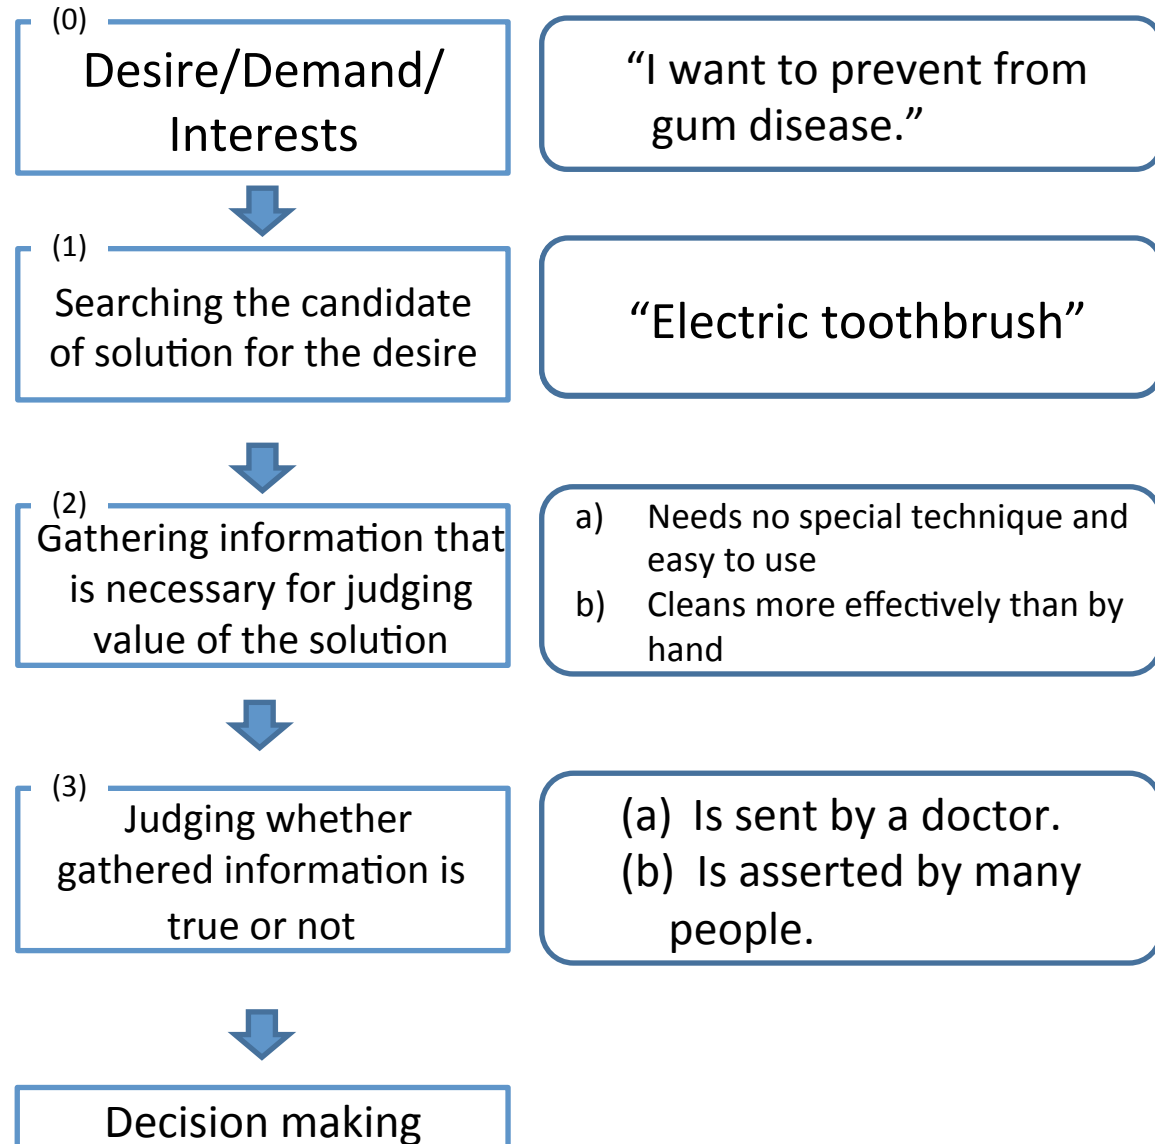 (0)
Desire/Demand/
Interests
“I want to prevent from
gum disease.”
(1)
Searching the candidate
of solution for the desire
“Electric toothbrush”
(2)
Gathering information that
is necessary for judging
value of the solution
a) Needs no special technique and
easy to use
b) Cleans more effectively than by
hand
(3)
Judging whether
gathered information is
true or not
(a) Is sent by a doctor.
(b) Is asserted by many
people.
Decision making